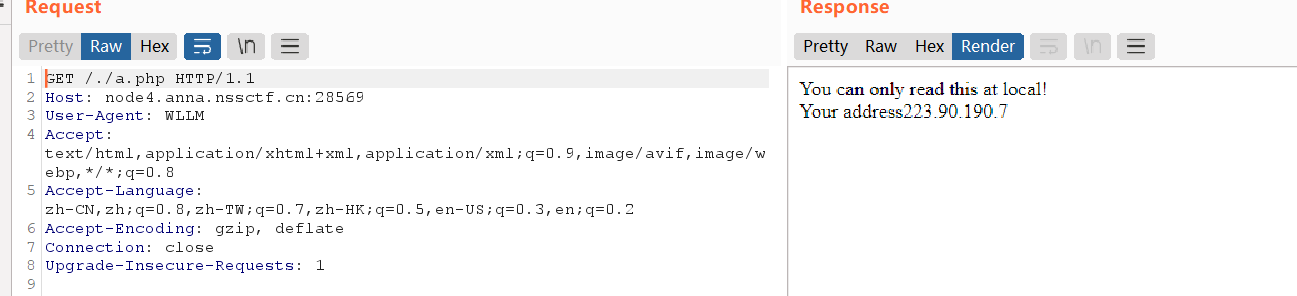 Request
Pretty Raw Hex \n
1 GET /./a.php HTTP/1.1
2 Host: node4.anna.nssctf.cn:28569
3 User-Agent: WLLM
4 Accept:
text/html,application/xhtml+xml,application/xml;q=0.9,image/avif,image/w
ebp,*/*;q=0.8
5 Accept-Language:
zh-CN,zh;q=0.8,zh-TW;q=0.7,zh-HK;q=0.5,en-US;q=0.3,en;q=0.2
6 Accept-Encoding: gzip, deflate
7 Connection: close
8 Upgrade-Insecure-Requests: 1
9
Response
Pretty Raw Hex Render \n
You can only read this at local!
Your address223.90.190.7